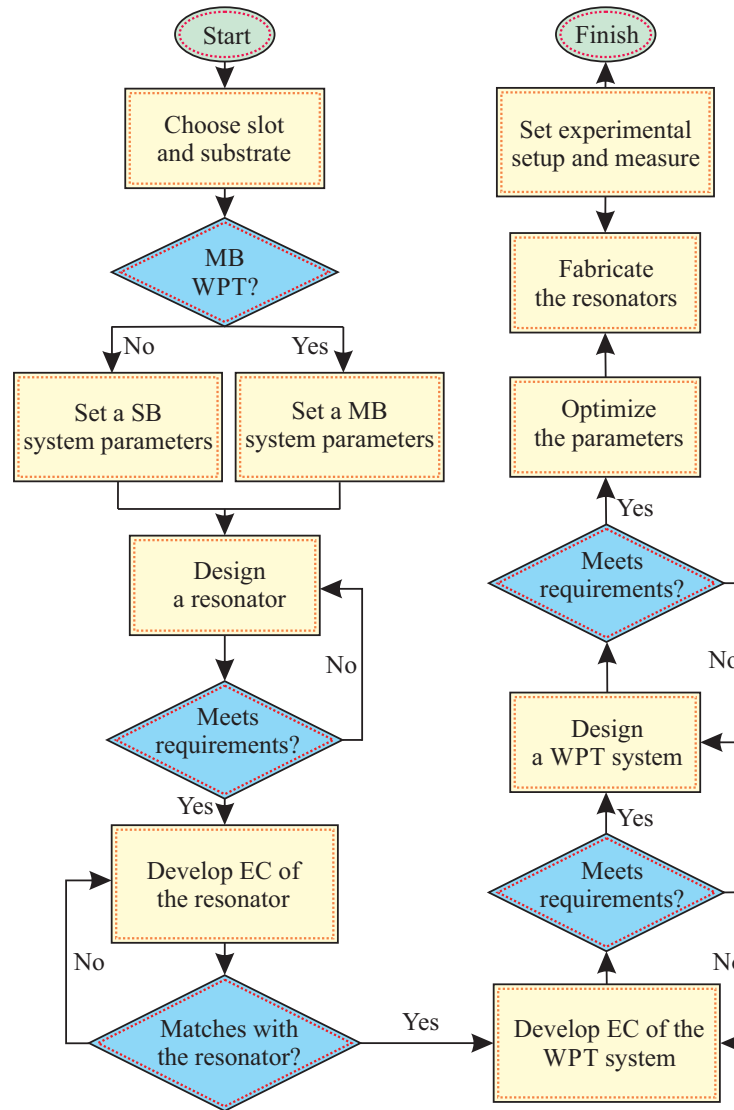 Start
Choose slot
and substrate
MB
WPT?
No
Yes
Set a SB
system parameters
Set a MB
system parameters
Design
a resonator
No
Meets
requirements?
Yes
Develop EC of
the resonator
No
Matches with
the resonator?
Yes
Finish
Set experimental
setup and measure
Fabricate
the resonators
Optimize
the parameters
Yes
Meets
requirements?
No
Design
a WPT system
Yes
Meets
requirements?
No
Develop EC of the
WPT system